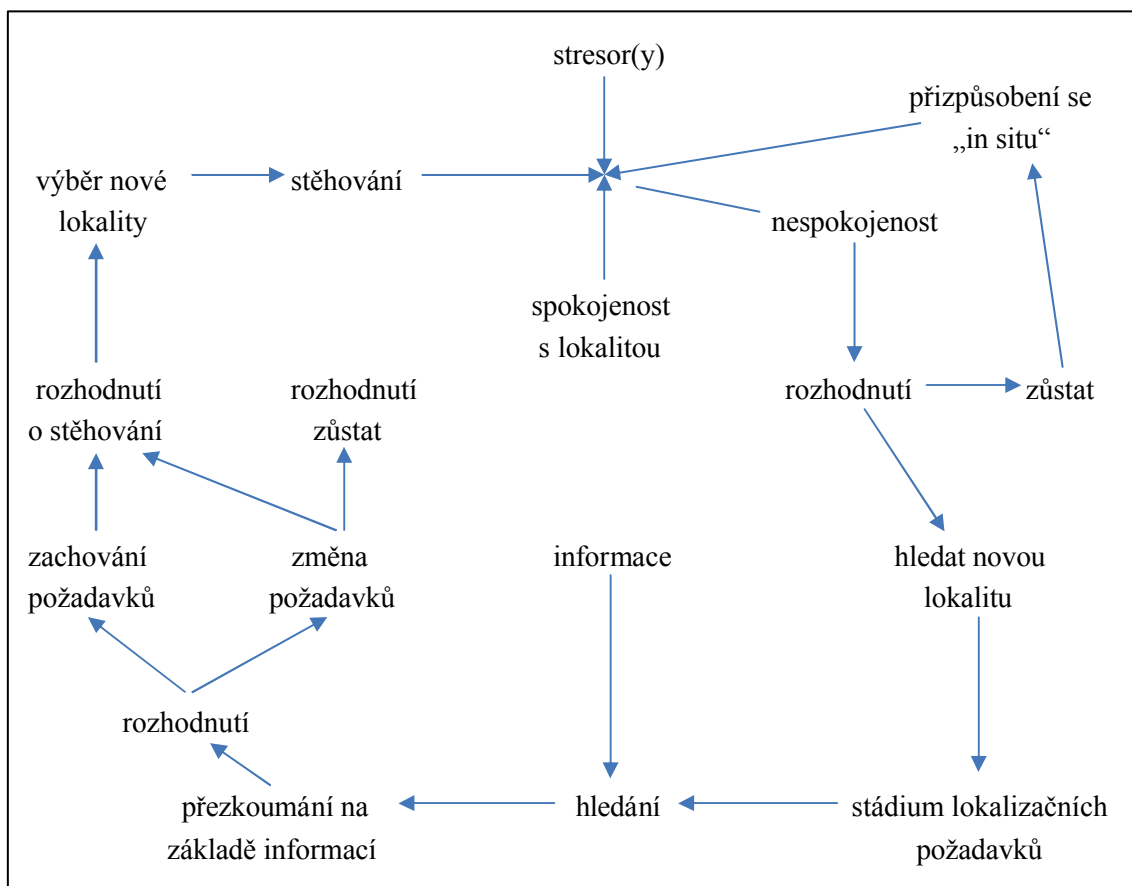 stresor(y)
přizpůsobení se
„in situ“
výběr nové
lokality
stěhování
nespokojenost
spokojenost
s lokalitou
rozhodnutí
o stěhování
rozhodnutí
zůstat
rozhodnutí
zůstat
zachování
požadavků
změna
požadavků
informace
hledat novou
lokalitu
rozhodnutí
přezkoumání na
základě informací
hledání
stádium lokalizačních
požadavků